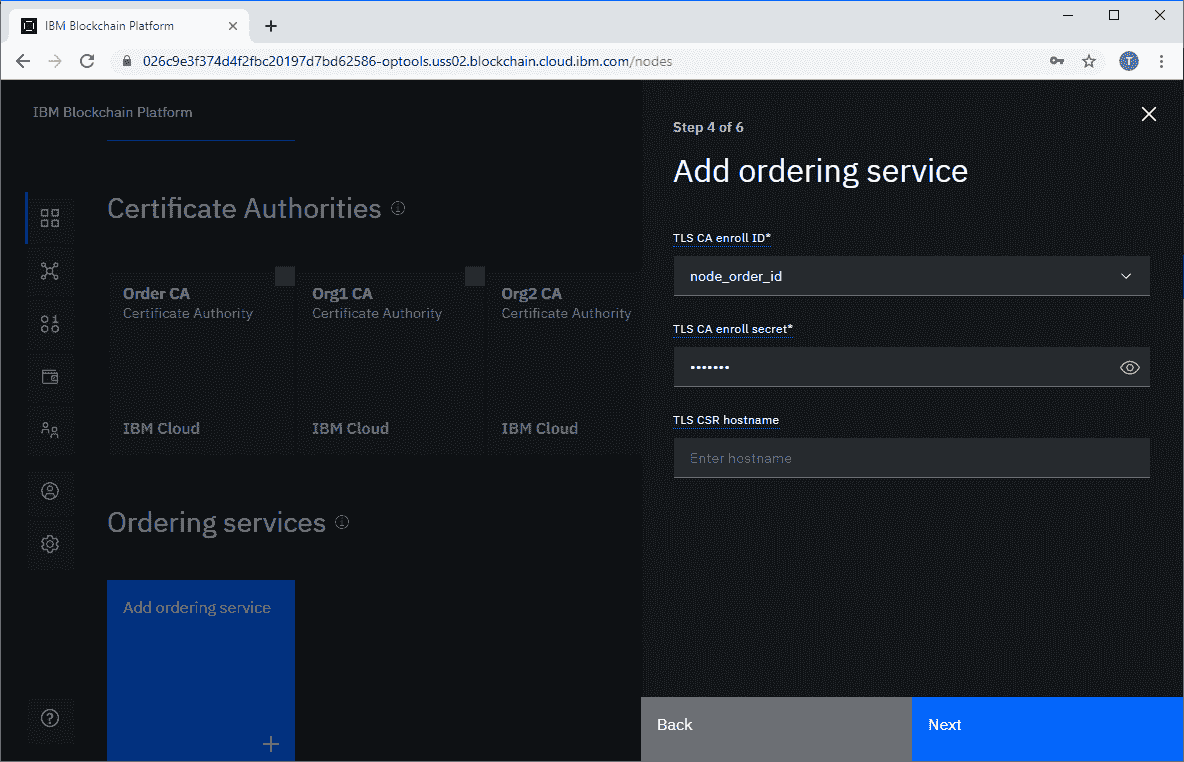 IBM Blockchain Platform
026c9e3f374d4f2fbc20197d7bd62586-optools.uss02.blockchain.cloud.ibm.com/nodes
T
IBM Blockchain Platform
Certificate Authorities
Order CA
Certificate Authority
IBM Cloud
Org1 CA
Certificate Authority
IBM Cloud
Org2 CA
Certificate Authority
IBM Cloud
Ordering services
Add ordering service
Step 4 of 6
Add ordering service
TLS CA enroll ID*
node_order_id
TLS CA enroll secret*
•••••••
TLS CSR hostname
Enter hostname
Back
Next